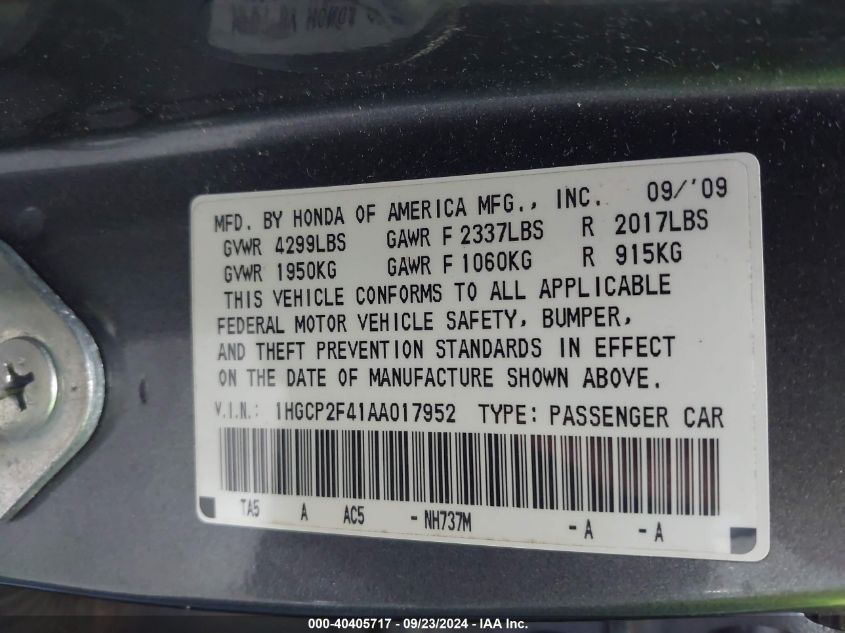 MFD. BY HONDA OF AMERICA MFG., INC. 09/'09
GVWR 4299LBS GAWR F 2337LBS R 2017LBS
GVWR 1950KG GAWR F 1060KG R 915KG
THIS VEHICLE CONFORMS TO ALL APPLICABLE
FEDERAL MOTOR VEHICLE SAFETY, BUMPER,
AND THEFT PREVENTION STANDARDS IN EFFECT
ON THE DATE OF MANUFACTURE SHOWN ABOVE.
V.I.N.: 1HGCP2F41AA017952 TYPE: PASSENGER CAR
TA5 A AC5 - NH737M - A - A
000-40405717 - 09/23/2024 - IAA Inc.